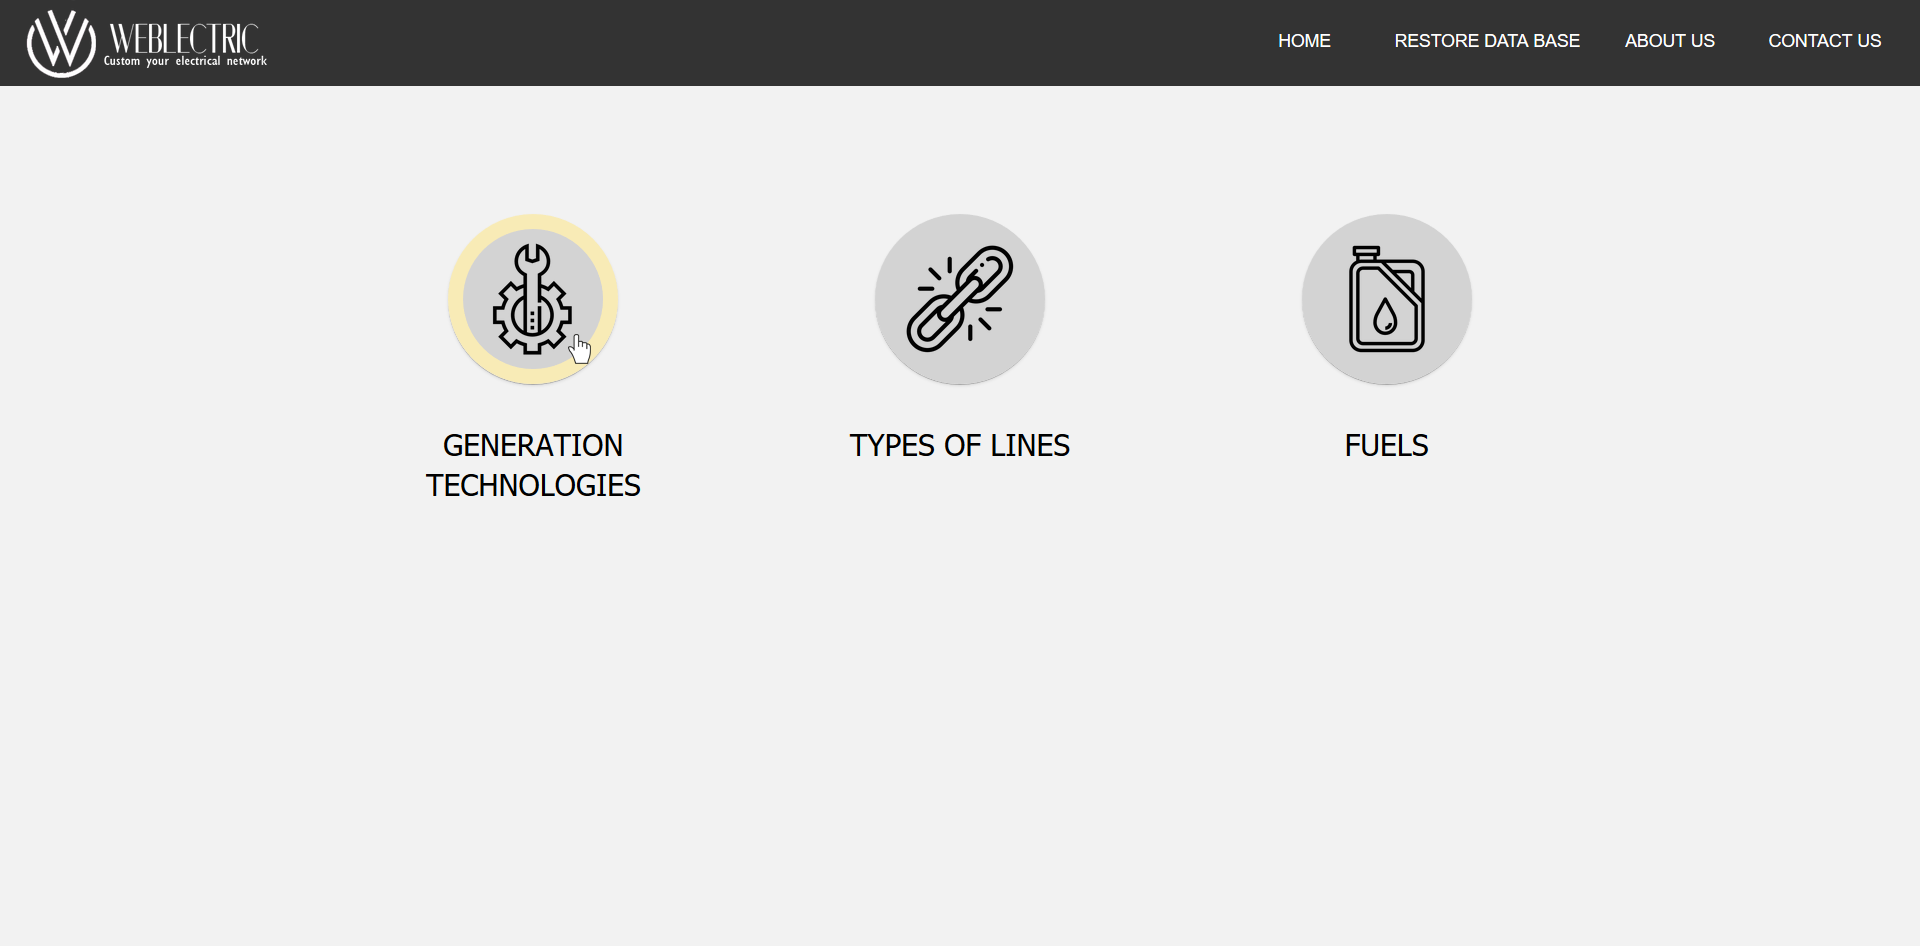 WEBLECTRIC
Custom your electrical network
HOME
RESTORE DATA BASE
ABOUT US
CONTACT US
GENERATION
TECHNOLOGIES
TYPES OF LINES
FUELS